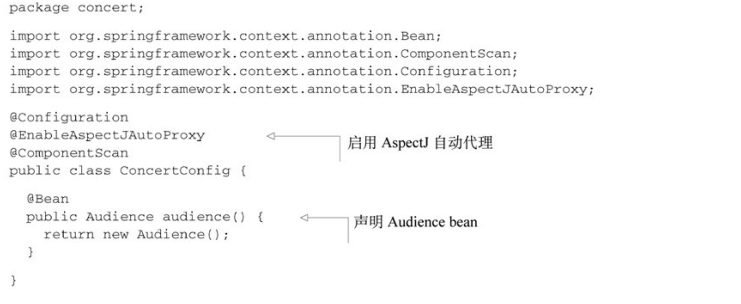 package concert;
import org.springframework.context.annotation.Bean;
import org.springframework.context.annotation.ComponentScan;
import org.springframework.context.annotation.Configuration;
import org.springframework.context.annotation.EnableAspectJAutoProxy;
@Configuration
@EnableAspectJAutoProxy
启用 AspectJ 自动代理
@ComponentScan
public class ConcertConfig {
@Bean
public Audience audience() {
声明 Audience bean
return new Audience();
}
}